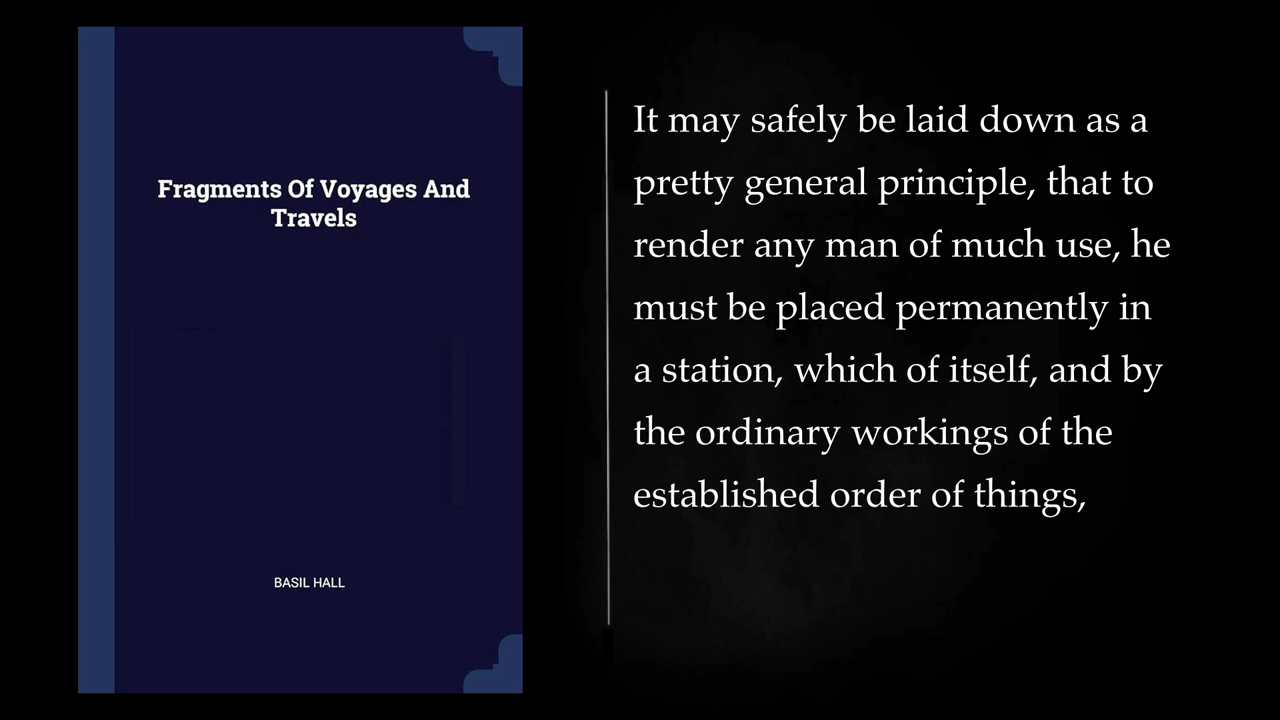 Fragments Of Voyages And
Travels
BASIL HALL
It may safely be laid down as a
pretty general principle, that to
render any man of much use, he
must be placed permanently in
a station, which of itself, and by
the ordinary workings of the
established order of things,